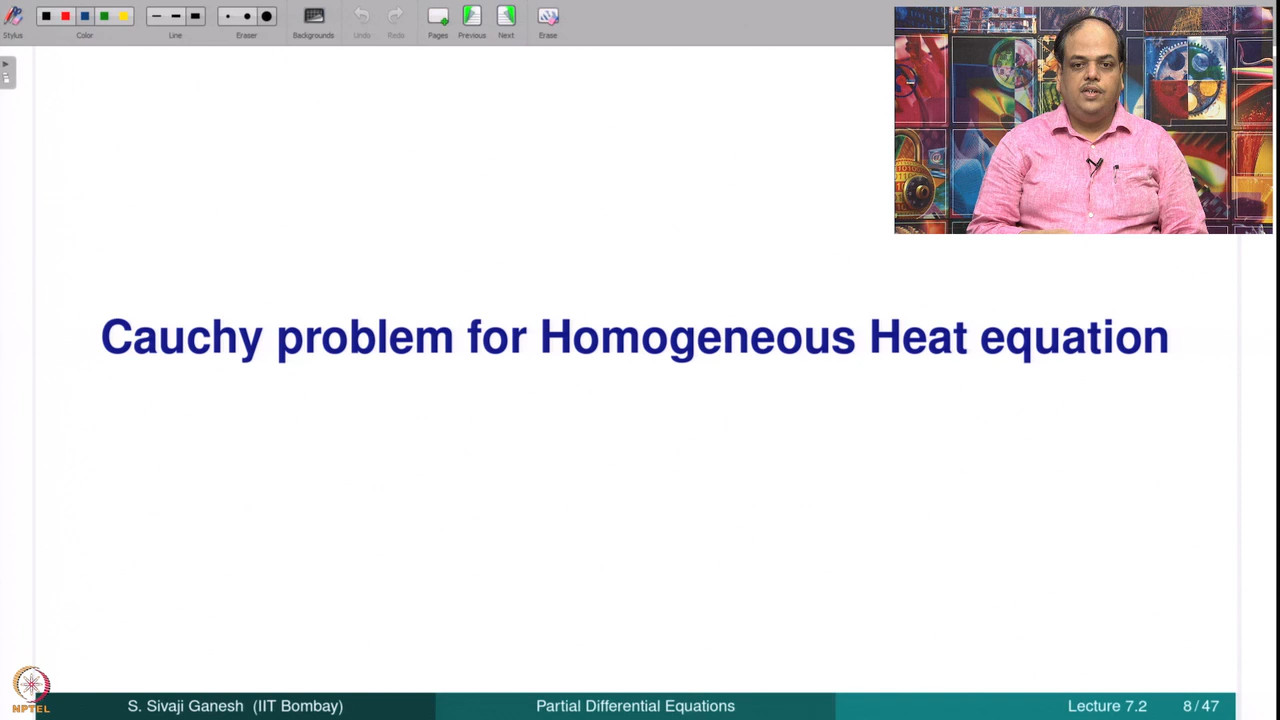 Stylus Color Line Eraser Backgrounds Undo Redo Pages Previous Next Erase
Cauchy problem for Homogeneous Heat equation
NPTEL
S. Sivaji Ganesh (IIT Bombay) Partial Differential Equations Lecture 7.2 8 / 47